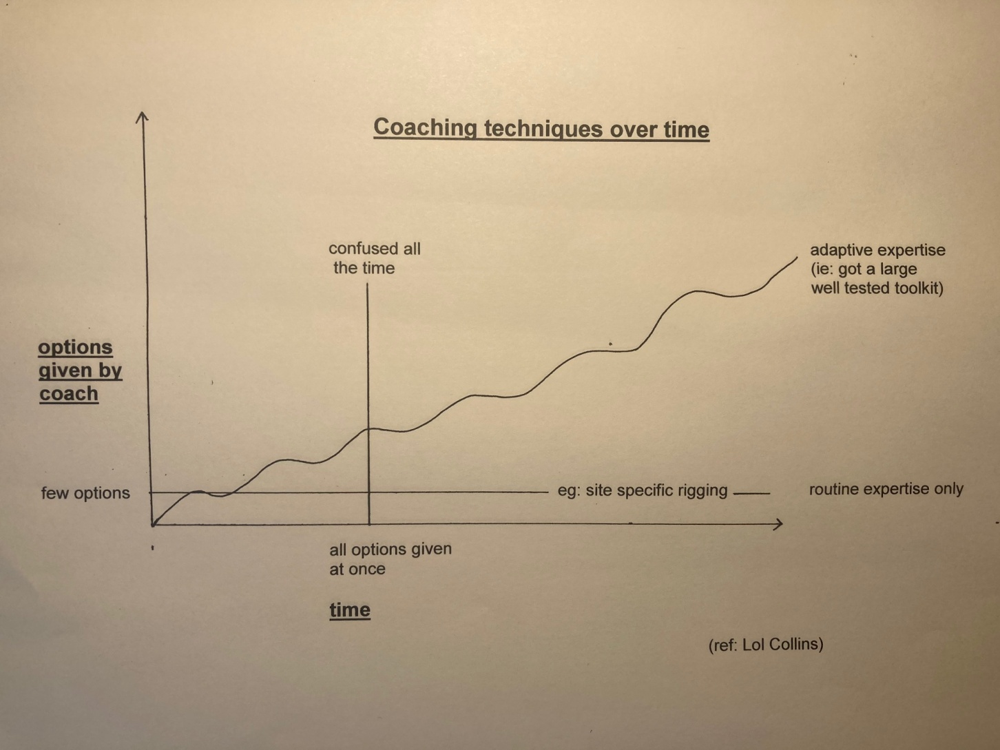 Coaching techniques over time
confused all
the time
adaptive expertise
(ie: got a large
well tested toolkit)
options
given by
coach
few options
eg: site specific rigging
routine expertise only
all options given
at once
time
(ref: Lol Collins)